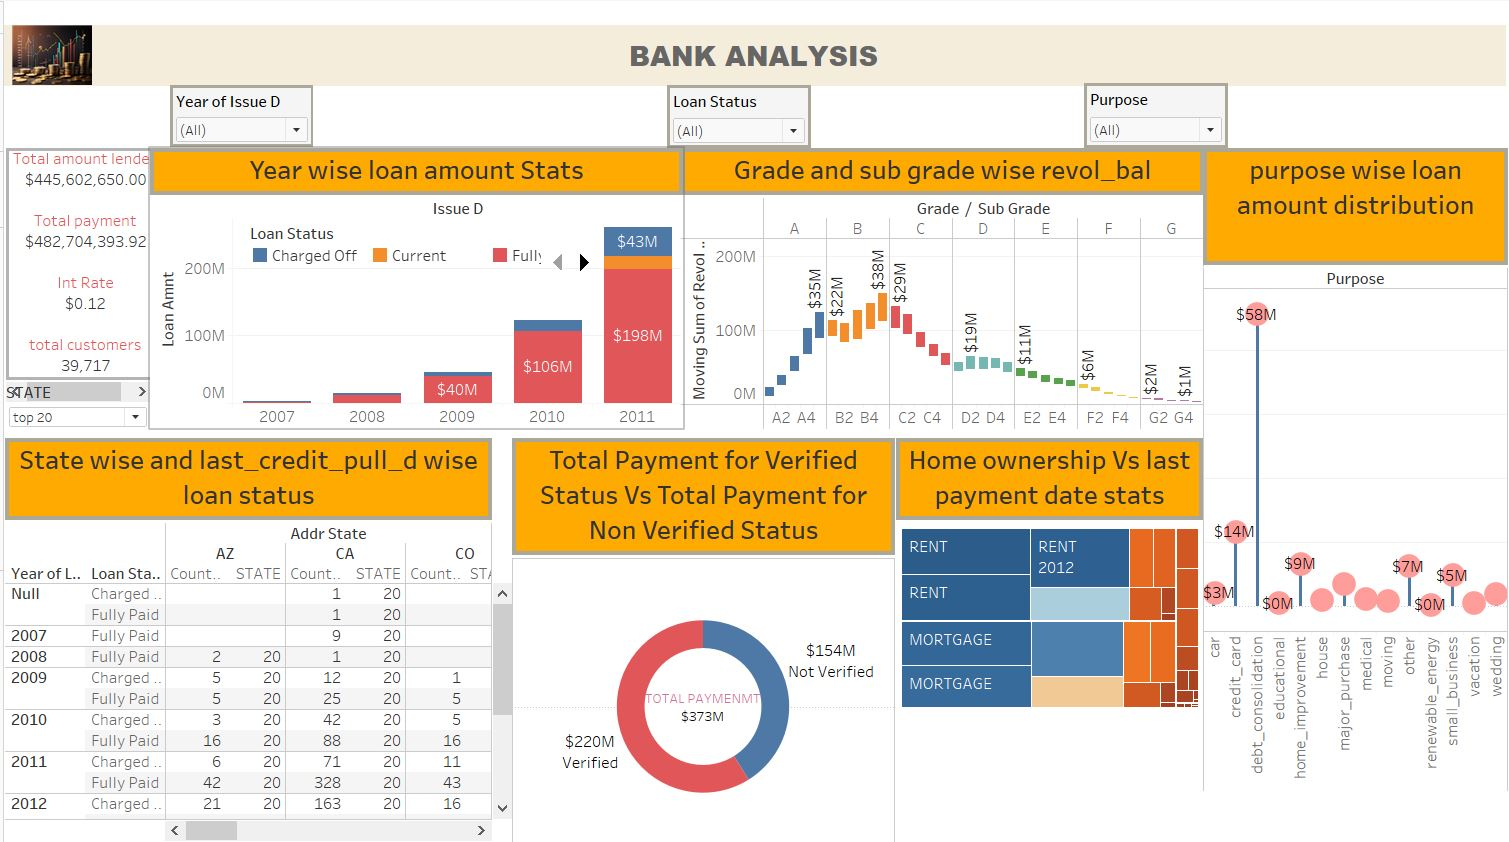 BANK ANALYSIS
Year of Issue D
(All)
Loan Status
(All)
Purpose
(All)
Total amount lende
$445,602,650.00
Total payment
$482,704,393.92
Int Rate
$0.12
total customers
39,717
STATE
top 20
Year wise loan amount Stats
Issue D
Loan Status
Charged Off
Current
Fully
Loan Amnt
200M
100M
0M
$40M
$106M
$43M
$198M
2007 2008 2009 2010 2011
Grade and sub grade wise revol_bal
Grade / Sub Grade
A B C D E F G
Moving Sum of Revol ..
200M
100M
0M
$35M
$22M
$38M
$29M
$19M
$11M
$6M
$2M
$1M
A2 A4 B2 B4 C2 C4 D2 D4 E2 E4 F2 F4 G2 G4
purpose wise loan
amount distribution
Purpose
$58M
$14M
$3M
$0M
$9M
$7M
$0M
$5M
car
credit_card
debt_consolidation
educational
home_improvement
house
major_purchase
medical
moving
other
renewable_energy
small_business
vacation
wedding
State wise and last_credit_pull_d wise
loan status
Addr State
AZ CA CO
Year of L.. Loan Sta.. Count.. STATE Count.. STATE Count.. STA
Null Charged .. 1 20
Fully Paid 1 20
2007 Fully Paid 9 20
2008 Fully Paid 2 20 1 20
2009 Charged .. 5 20 12 20 1
Fully Paid 5 20 25 20 5
2010 Charged .. 3 20 42 20 5
Fully Paid 16 20 88 20 16
2011 Charged .. 6 20 71 20 11
Fully Paid 42 20 328 20 43
2012 Charged .. 21 20 163 20 16
Total Payment for Verified
Status Vs Total Payment for
Non Verified Status
$154M
Not Verified
TOTAL PAYMENMT
$373M
$220M
Verified
Home ownership Vs last
payment date stats
RENT
RENT
RENT
2012
MORTGAGE
MORTGAGE